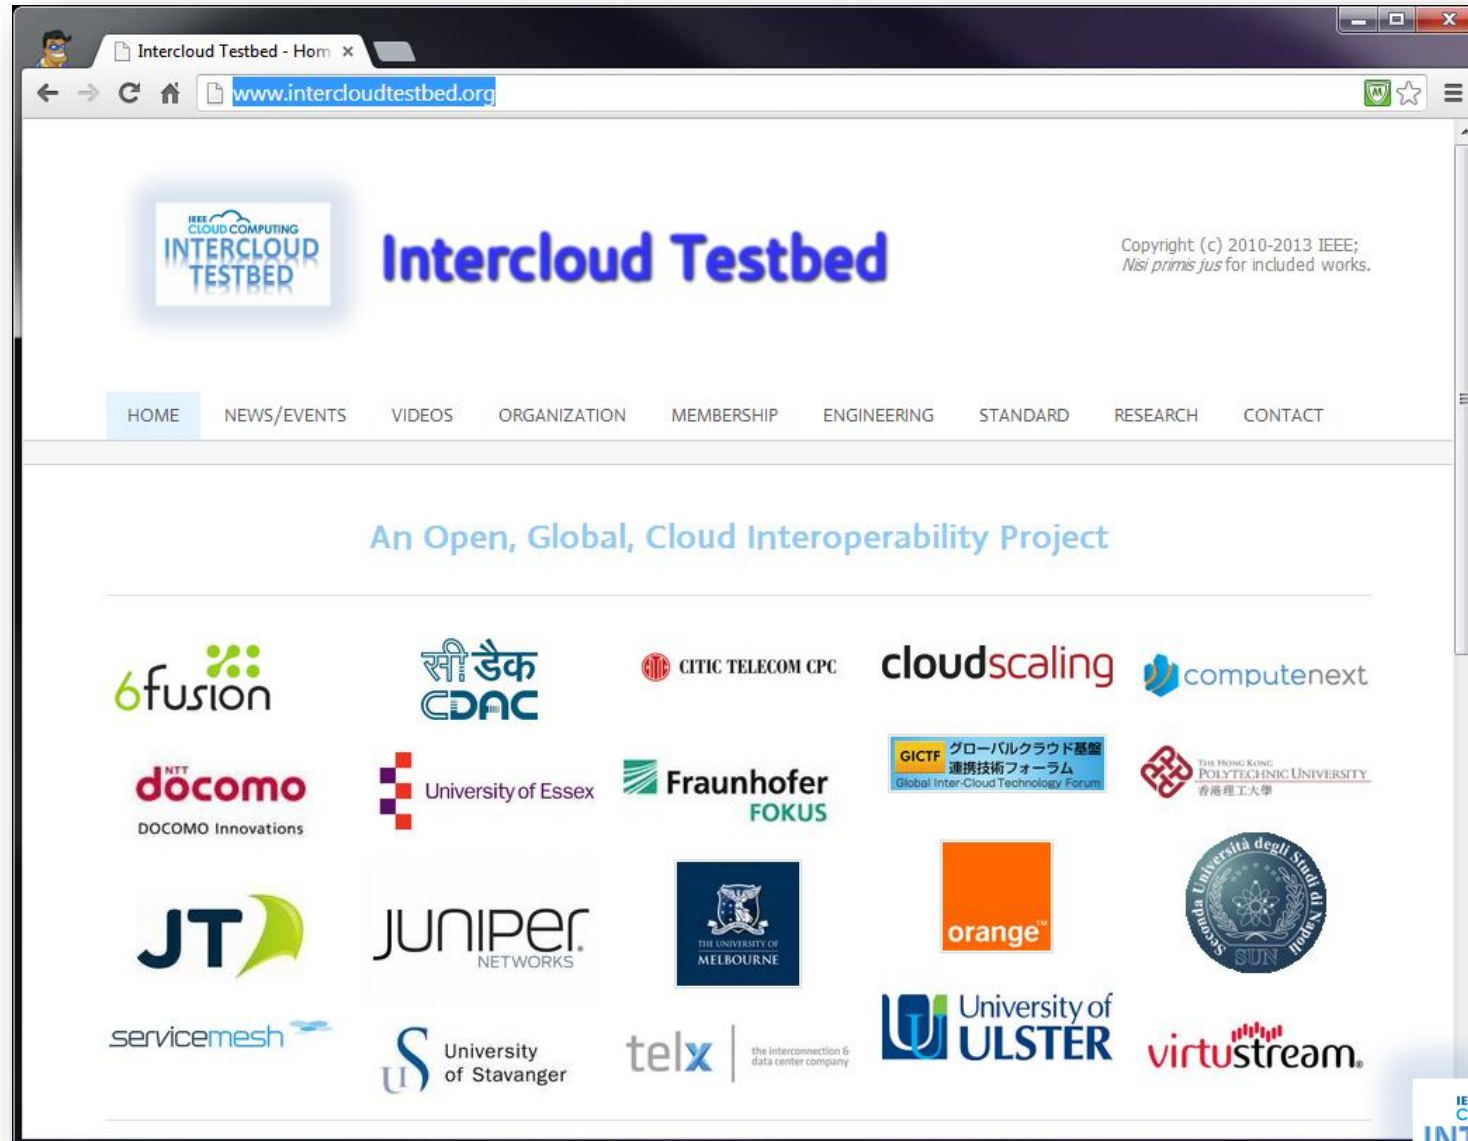 Intercloud Testbed - Hom
www.intercloudtestbed.org
IEEE
CLOUD COMPUTING
INTERCLOUD
TESTBED
Intercloud Testbed
Copyright (c) 2010-2013 IEEE;
Nisi primis jus for included works.
HOME NEWS/EVENTS VIDEOS ORGANIZATION MEMBERSHIP ENGINEERING STANDARD RESEARCH CONTACT
An Open, Global, Cloud Interoperability Project
6fusion
सी डैक
CDAC
CITIC TELECOM CPC
cloudscaling
computenext
NTT
döcomo
DOCOMO Innovations
University of Essex
Fraunhofer
FOKUS
GICTF グローバルクラウド基盤
連携技術フォーラム
Global Inter-Cloud Technology Forum
THE HONG KONG
POLYTECHNIC UNIVERSITY
香港理工大學
JT
JUNIPER
NETWORKS
THE UNIVERSITY OF
MELBOURNE
orange™
Seconda Università degli Studi di Napoli
SUN
servicemesh
US University
of Stavanger
telx
the interconnection &
data center company
University of
ULSTER
virtustream